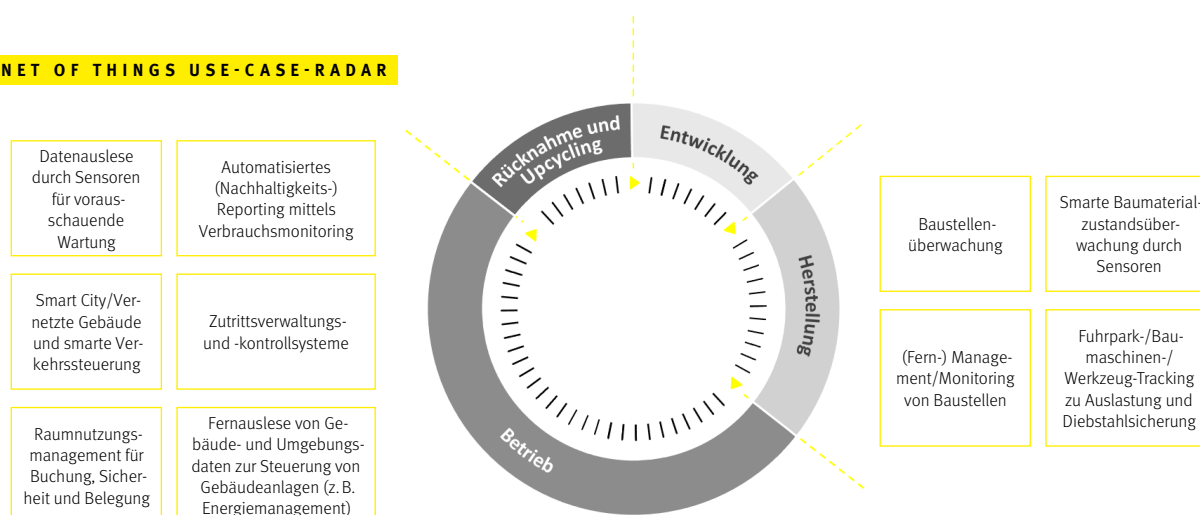 NET OF THINGS USE-CASE-RADAR
Datenauslese
durch Sensoren
für voraus-
schauende
Wartung
Automatisiertes
(Nachhaltigkeits-)
Reporting mittels
Verbrauchsmonitoring
Smart City/Ver-
netzte Gebäude
und smarte Ver-
kehrssteuerung
Zutrittsverwaltungs-
und -kontrollsysteme
Raumnutzungs-
management für
Buchung, Sicher-
heit und Belegung
Fernauslese von Ge-
bäude- und Umgebungs-
daten zur Steuerung von
Gebäudeanlagen (z. B.
Energiemanagement)
Rücknahme und
Upcycling
Entwicklung
Herstellung
Betrieb
Baustellen-
überwachung
Smarte Baumaterial-
zustandsüber-
wachung durch
Sensoren
(Fern-) Manage-
ment/Monitoring
von Baustellen
Fuhrpark-/Bau-
maschinen-/
Werkzeug-Tracking
zu Auslastung und
Diebstahlsicherung